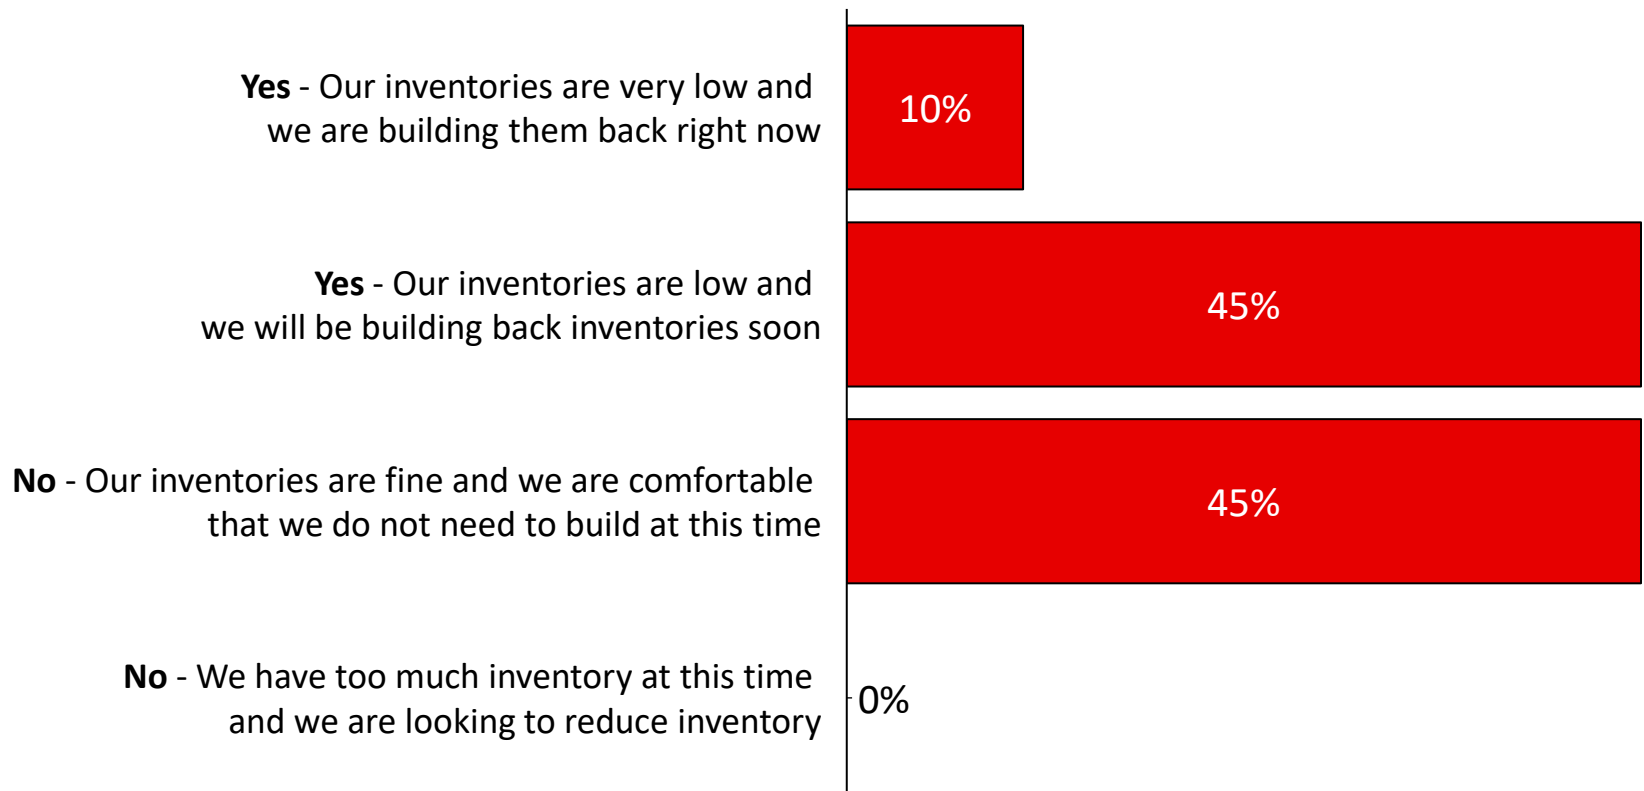 Yes - Our inventories are very low and
we are building them back right now
10%
Yes - Our inventories are low and
we will be building back inventories soon
45%
No - Our inventories are fine and we are comfortable
that we do not need to build at this time
45%
No - We have too much inventory at this time
and we are looking to reduce inventory
0%